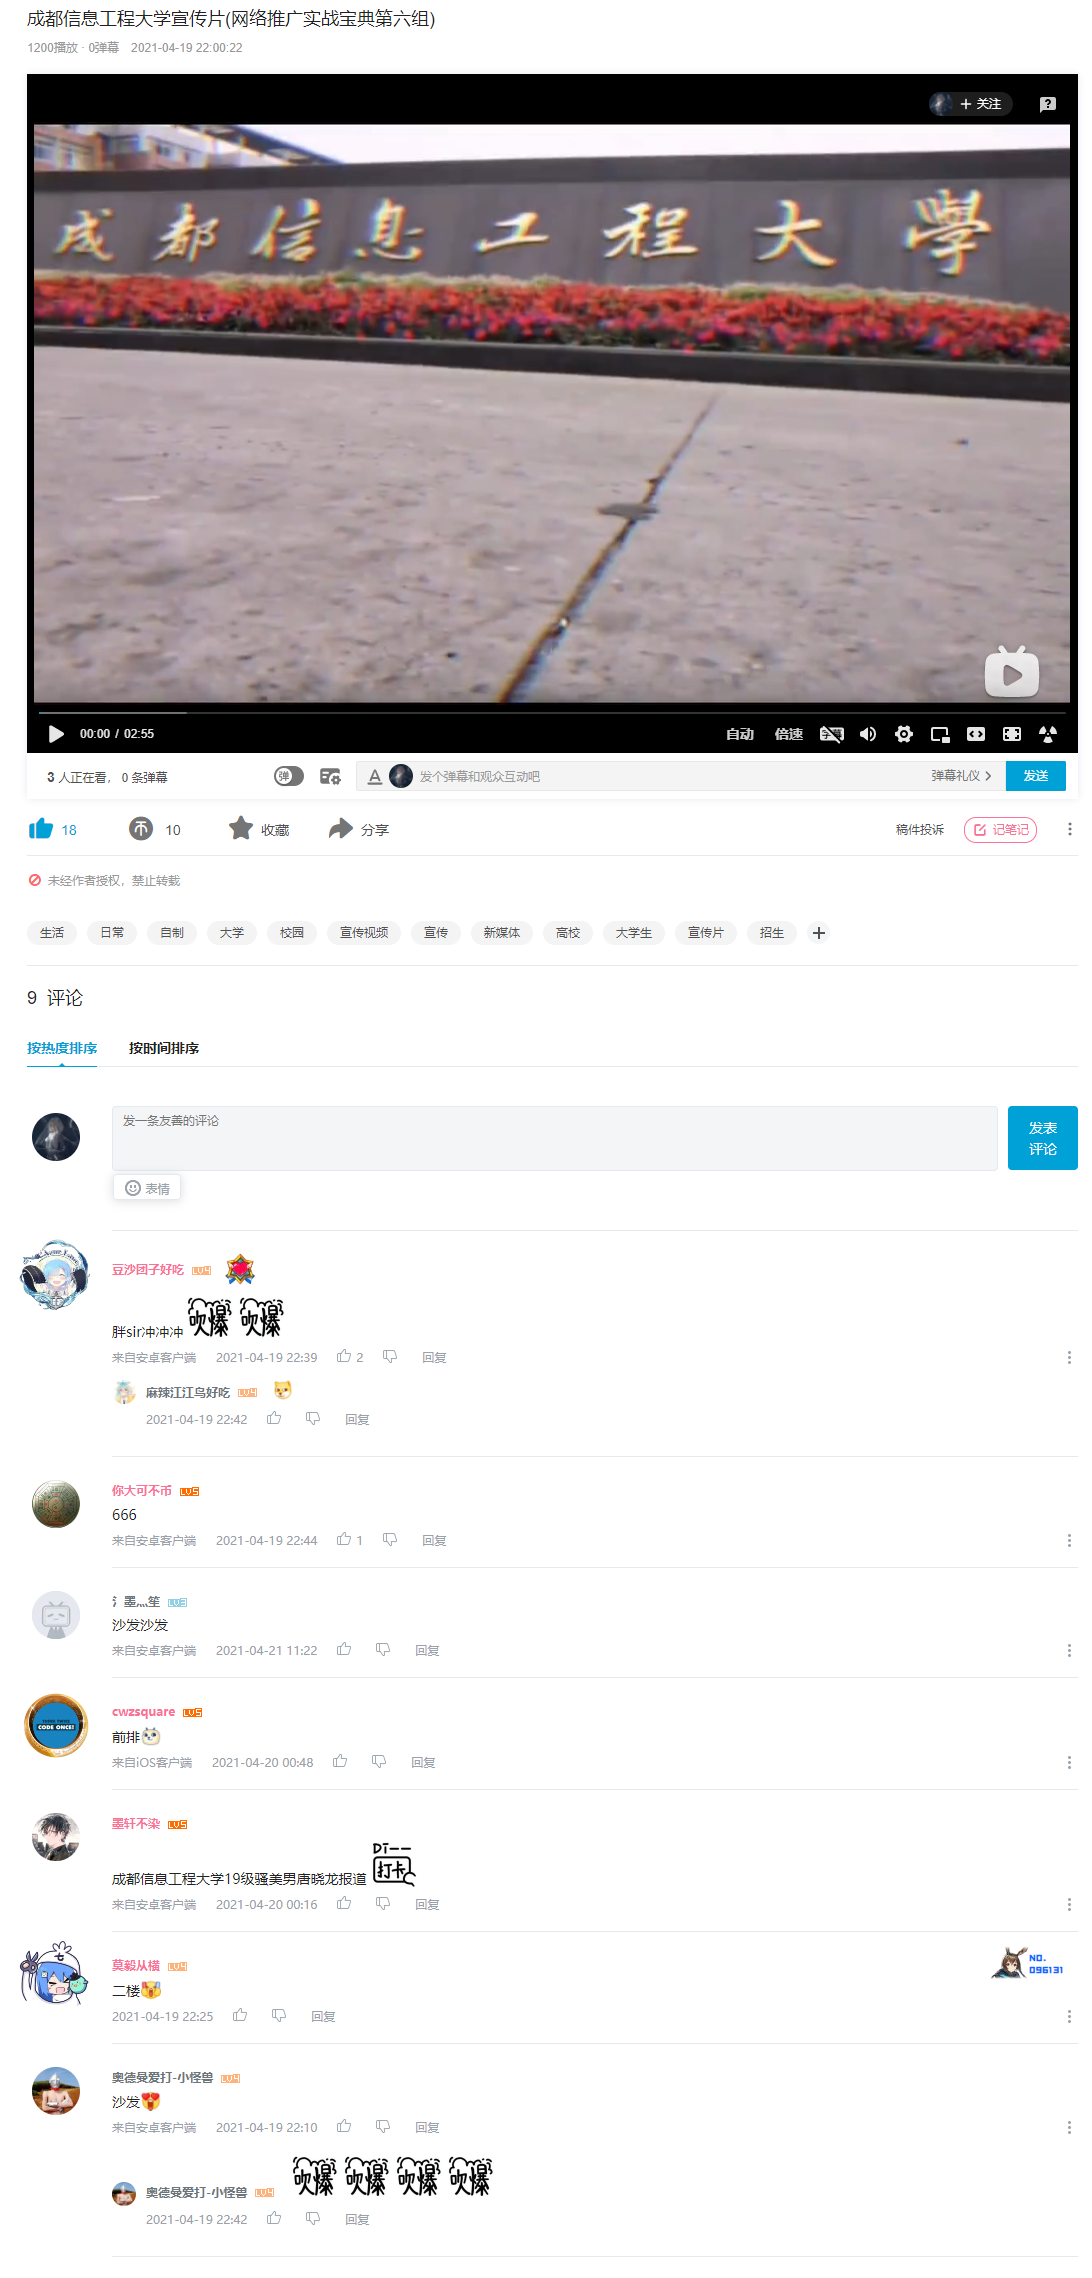 成都信息工程大学宣传片(网络推广实战宝典第六组)
1200播放 · 0弹幕 2021-04-19 22:00:22
+ 关注
成都信息工程大學
00:00 / 02:55 自动 倍速 字幕
3 人正在看， 0 条弹幕 弹 A 发个弹幕和观众互动吧 弹幕礼仪 > 发送
18 币 10 收藏 分享 稿件投诉 记笔记
未经作者授权，禁止转载
生活 日常 自制 大学 校园 宣传视频 宣传 新媒体 高校 大学生 宣传片 招生 +
9 评论
按热度排序 按时间排序
发一条友善的评论
发表
评论
表情
豆沙团子好吃 LV4
胖sir冲冲冲 吹爆 吹爆
来自安卓客户端 2021-04-19 22:39 2 回复
麻辣江江鸟好吃 LV4
2021-04-19 22:42 回复
你大可不币 LV5
666
来自安卓客户端 2021-04-19 22:44 1 回复
氵墨灬笙 LV3
沙发沙发
来自安卓客户端 2021-04-21 11:22 回复
CODE ONCE!
cwzsquare LV5
前排
来自iOS客户端 2021-04-20 00:48 回复
墨轩不染 LV5
成都信息工程大学19级骚美男唐晓龙报道 Di—— 打卡
来自安卓客户端 2021-04-20 00:16 回复
莫毅从横 LV4
NO.
096131
二楼
2021-04-19 22:25 回复
奥德曼爱打-小怪兽 LV4
沙发
来自安卓客户端 2021-04-19 22:10 回复
奥德曼爱打-小怪兽 LV4 吹爆 吹爆 吹爆 吹爆
2021-04-19 22:42 回复